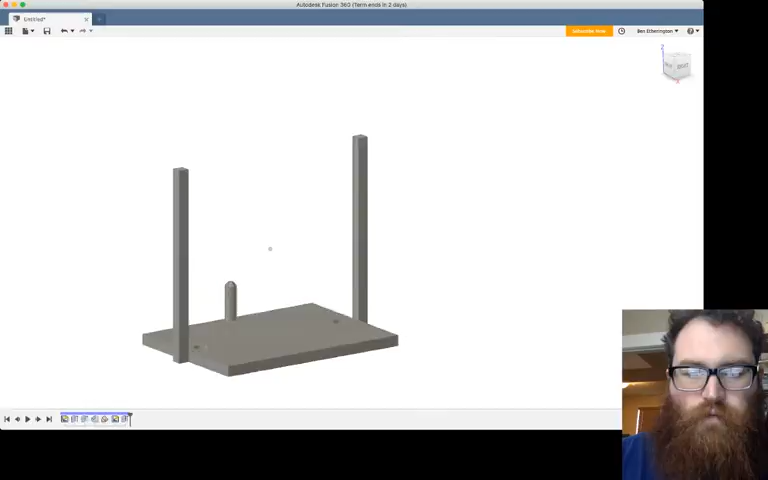 Autodesk Fusion 360 (Term ends in 2 days)
Untitled*
Subscribe Now
Ben Etherington